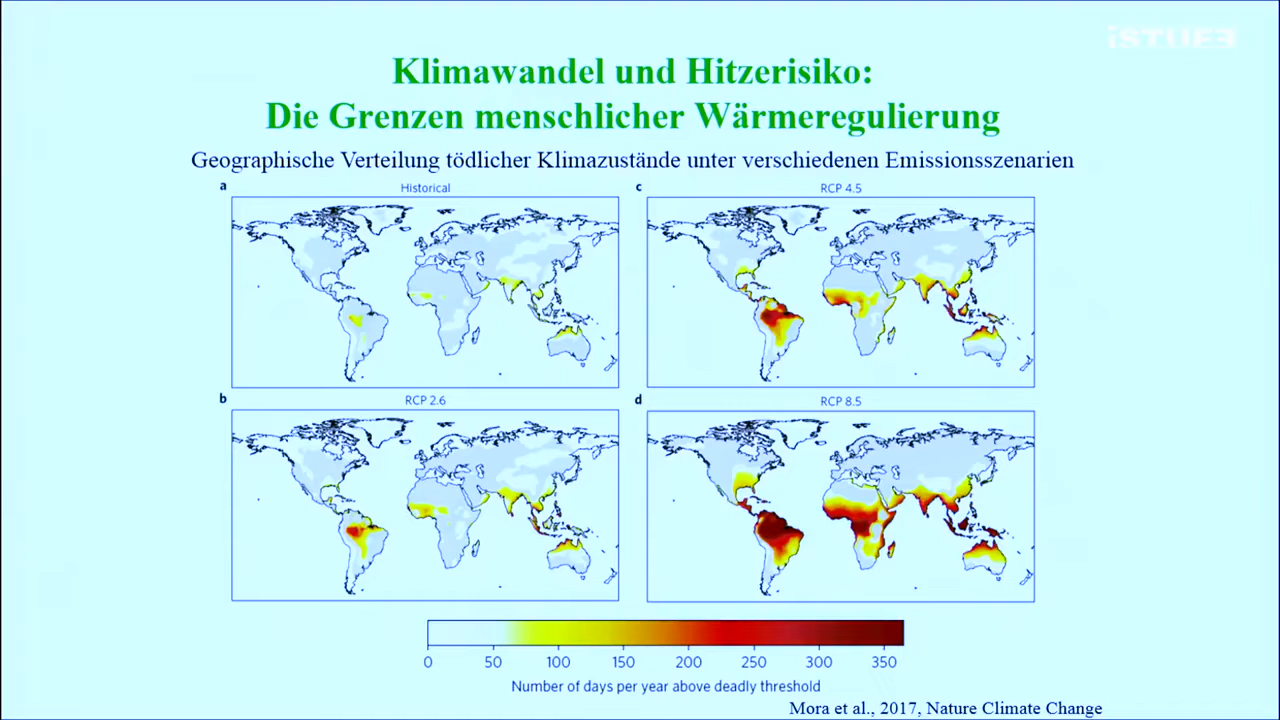 iSTUFE
Klimawandel und Hitzerisiko:
Die Grenzen menschlicher Wärmeregulierung
Geographische Verteilung tödlicher Klimazustände unter verschiedenen Emissionsszenarien
a Historical
c RCP 4.5
b RCP 2.6
d RCP 8.5
0 50 100 150 200 250 300 350
Number of days per year above deadly threshold
Mora et al., 2017, Nature Climate Change